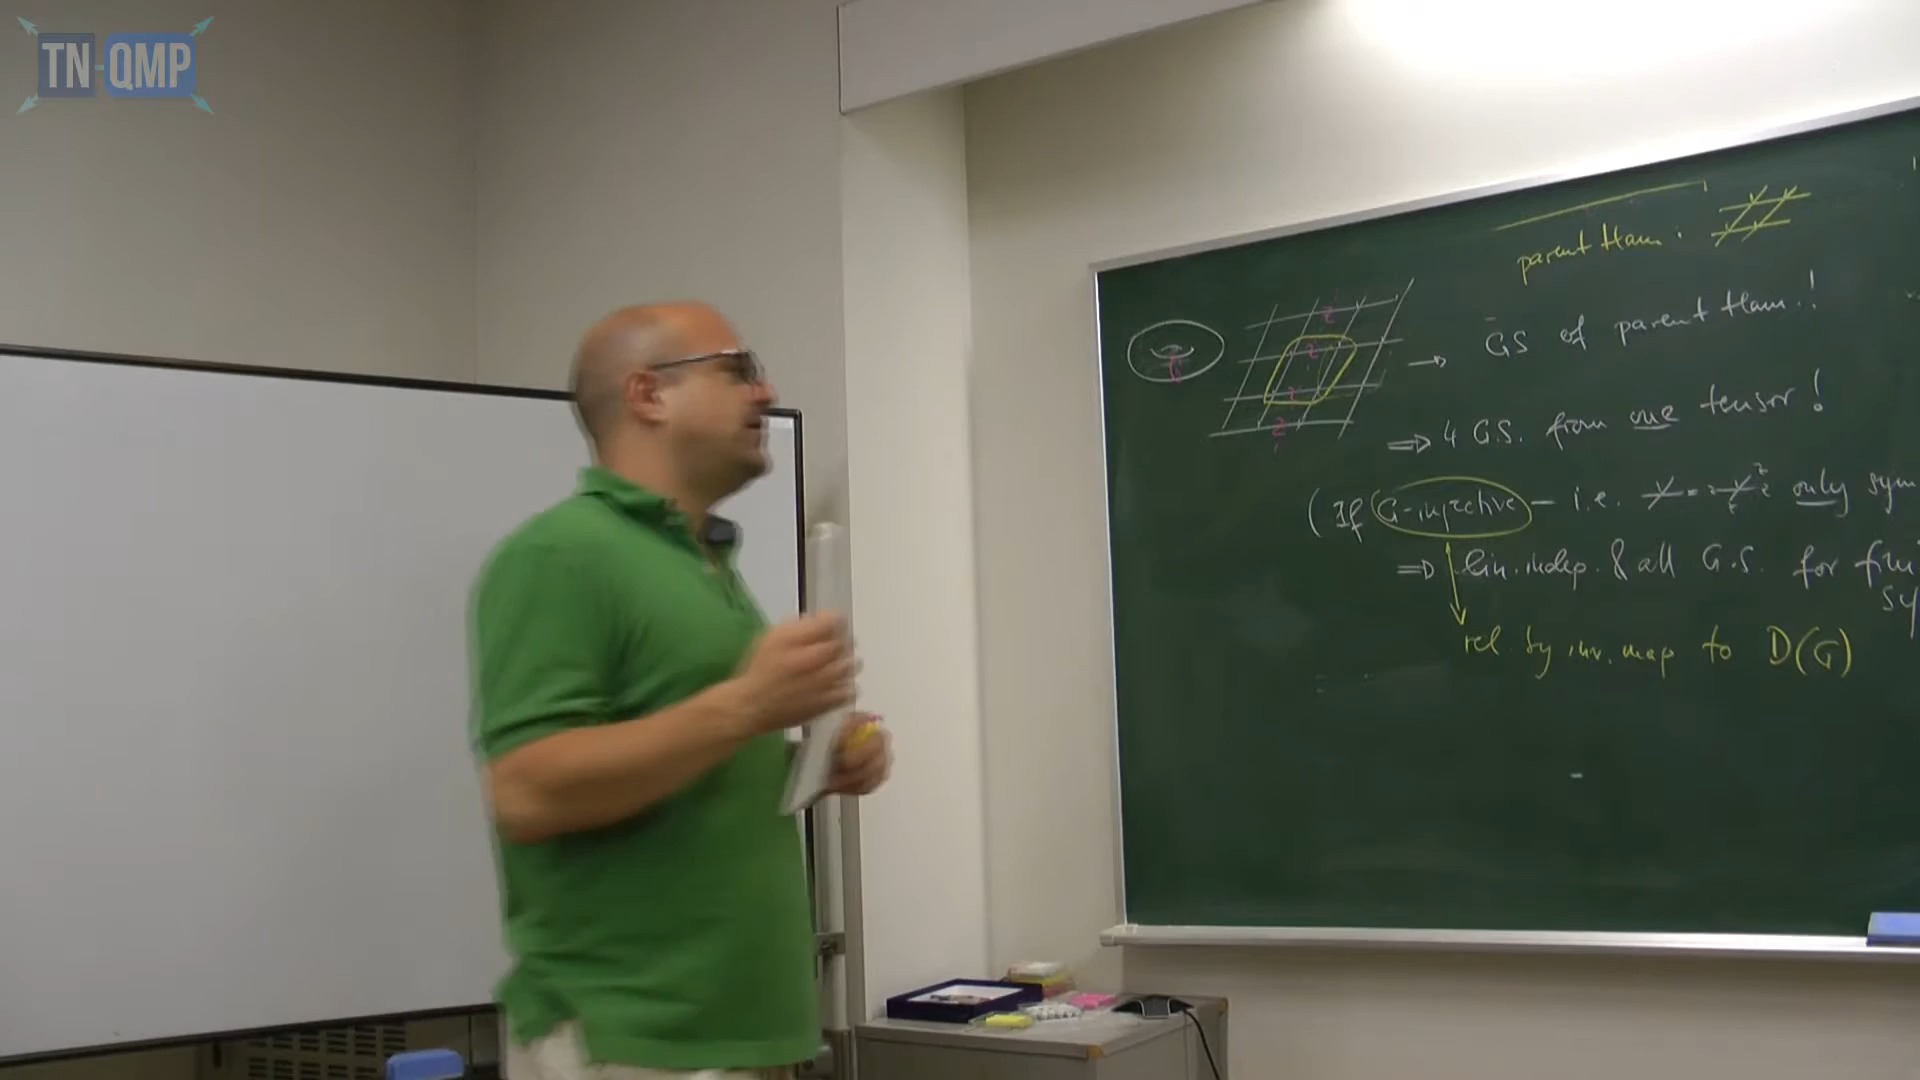 TN-QMP
parent Ham.:
Z
Z
Z
Z
→ GS of parent Ham.!
⇒ 4 G.S. from one tensor!
(If G-injective – i.e. only sym
⇒ lin. indep. & all G.S. for
rel. by inv. map to D(G)